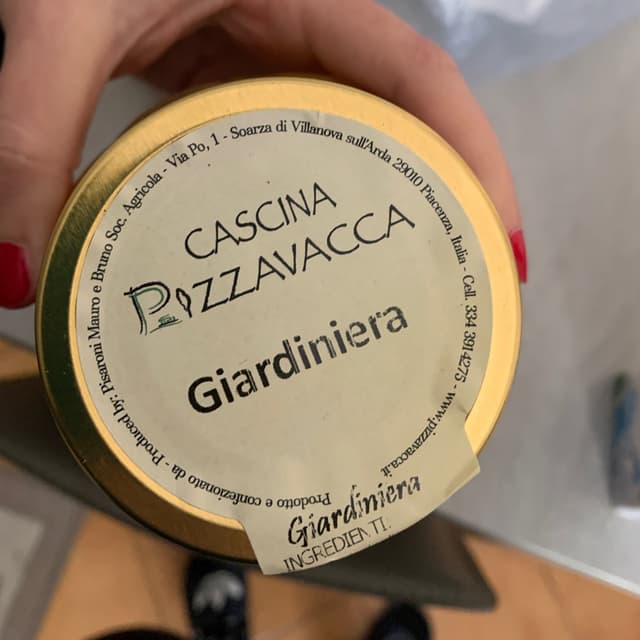 CASCINA
PIZZAVACCA
Giardiniera
Prodotto e confezionato da - Produced by: Pisaroni Mauro e Bruno Soc. Agricola - Via Po, 1 - Soarza di Villanova sull'Arda 29010 Piacenza, Italia - Cell. 334 3914275 - www.pizzavacca.it
Giardiniera
INGREDIENTI.